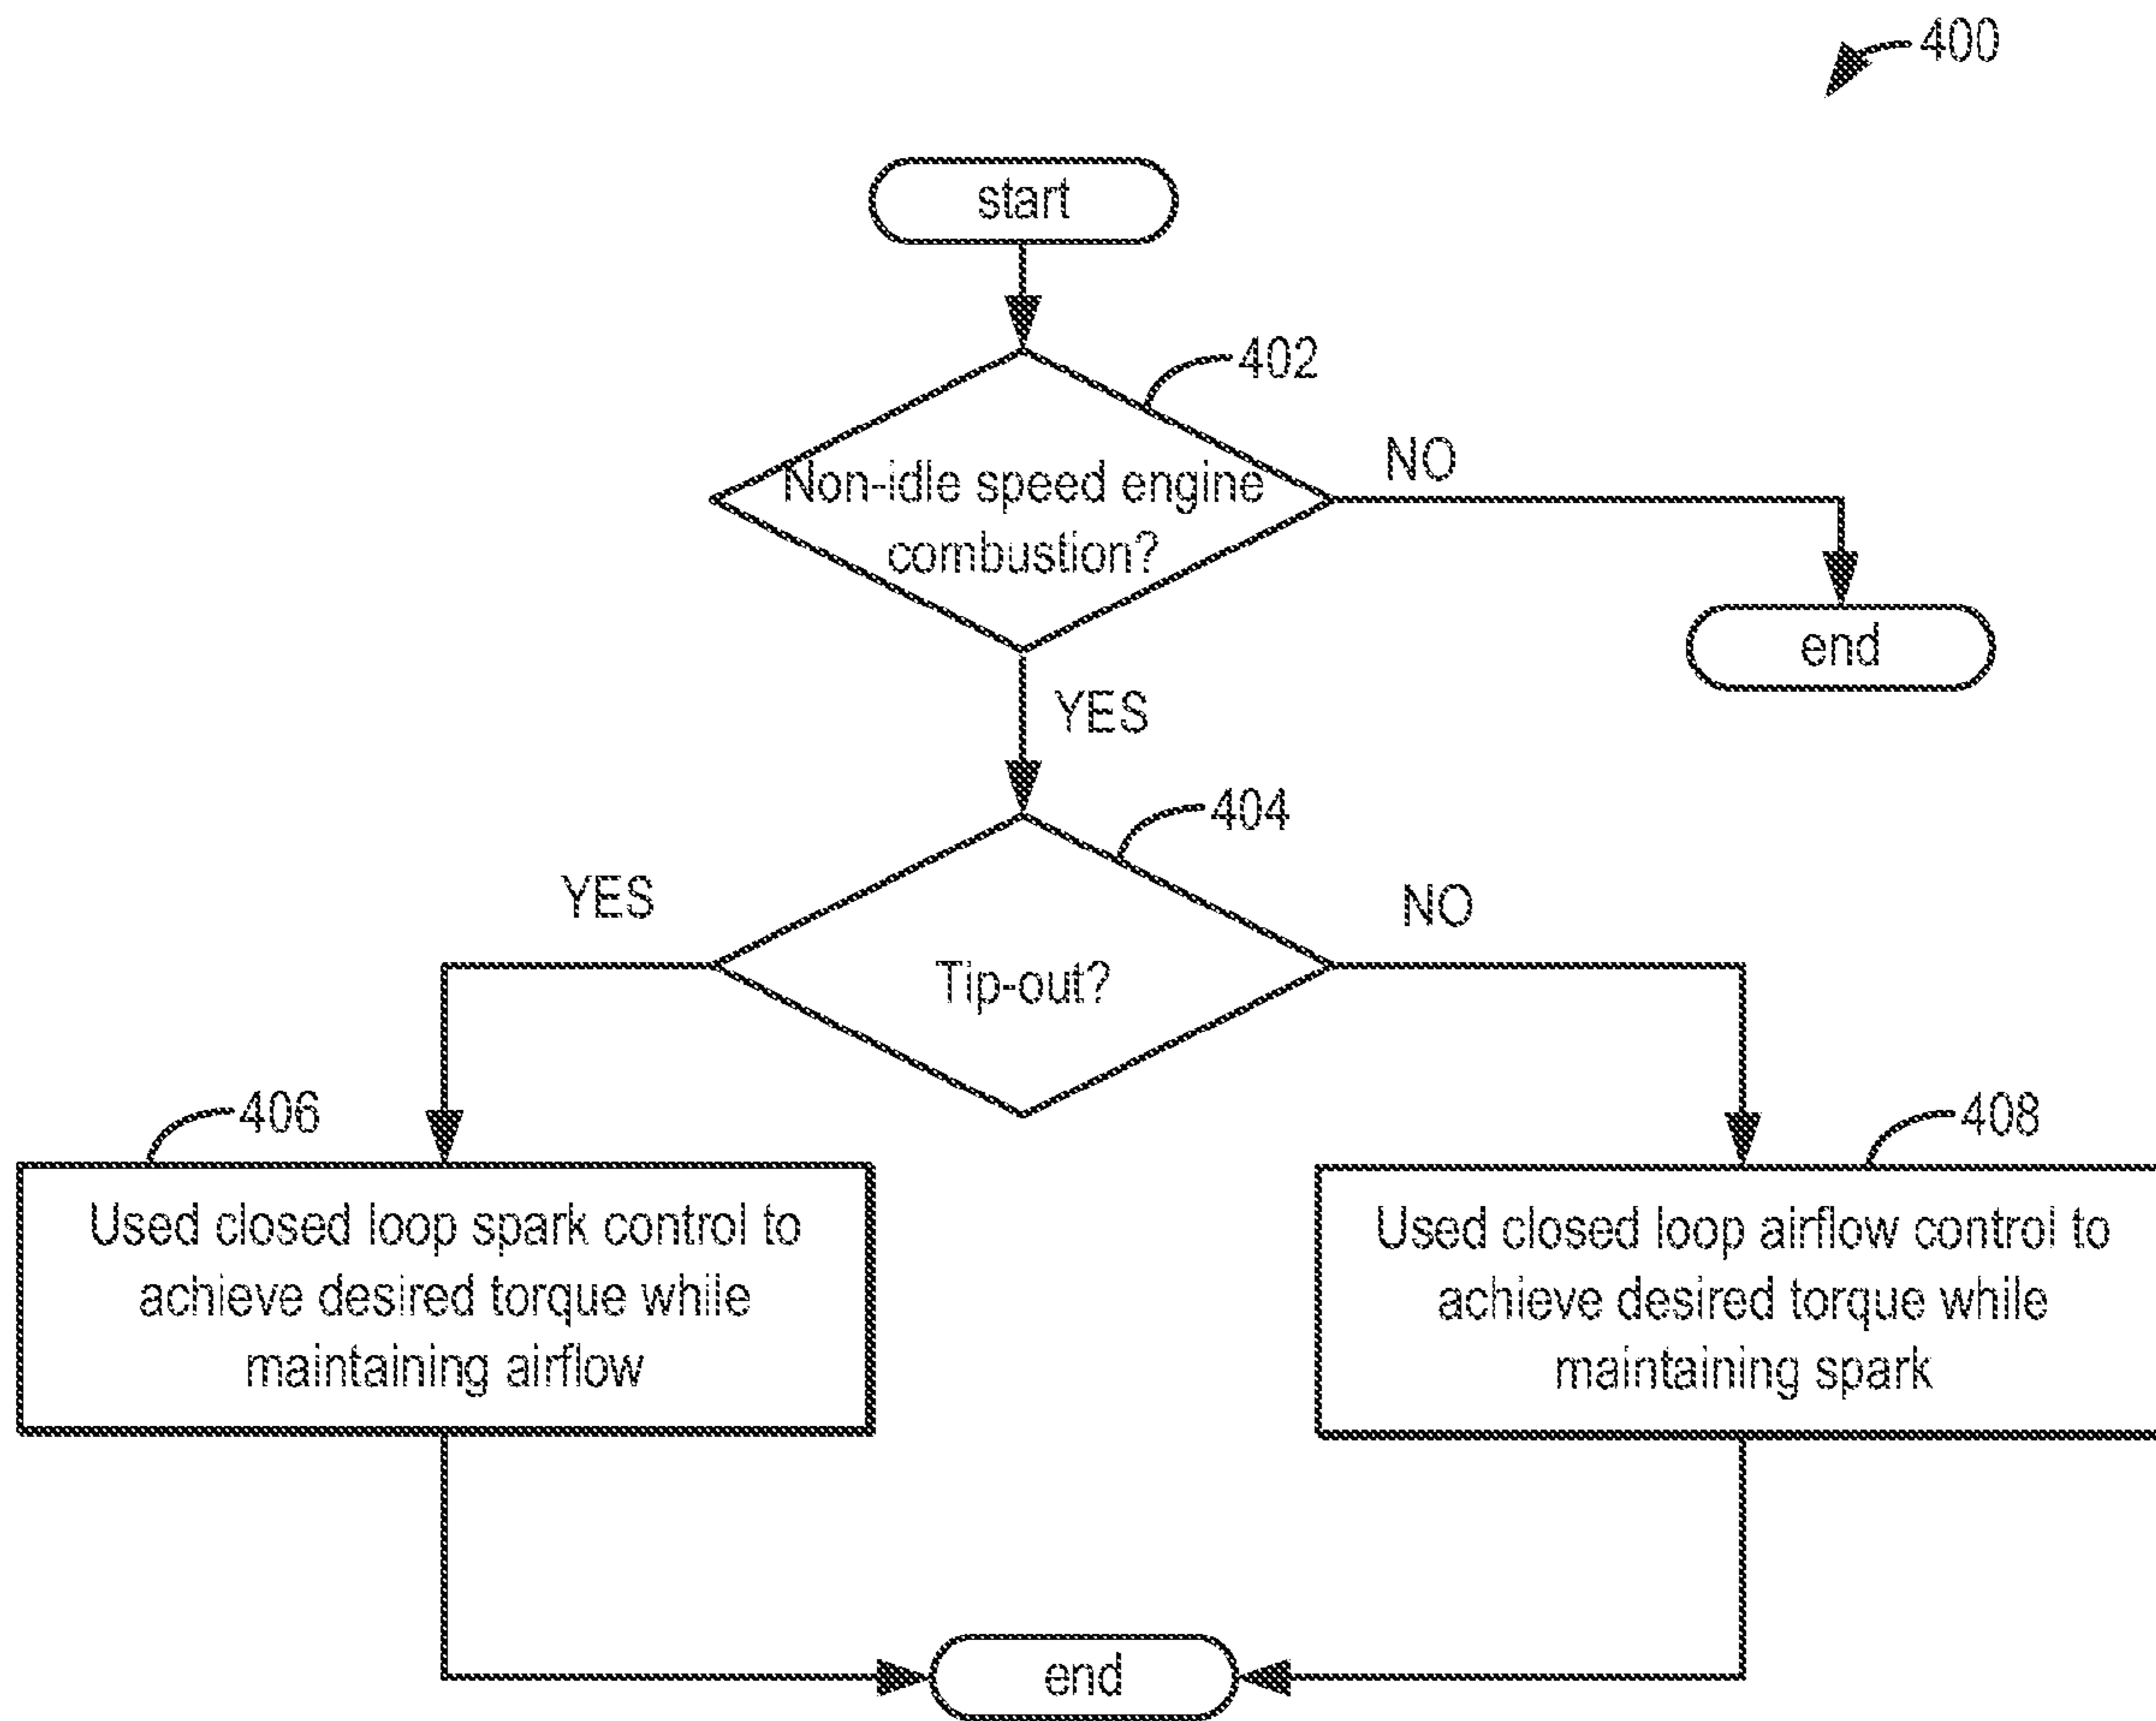 400
start
402
Non-idle speed engine
combustion?
NO
end
YES
404
YES
NO
Tip-out?
406
408
Used closed loop spark control to
achieve desired torque while
maintaining airflow
Used closed loop airflow control to
achieve desired torque while
maintaining spark
end